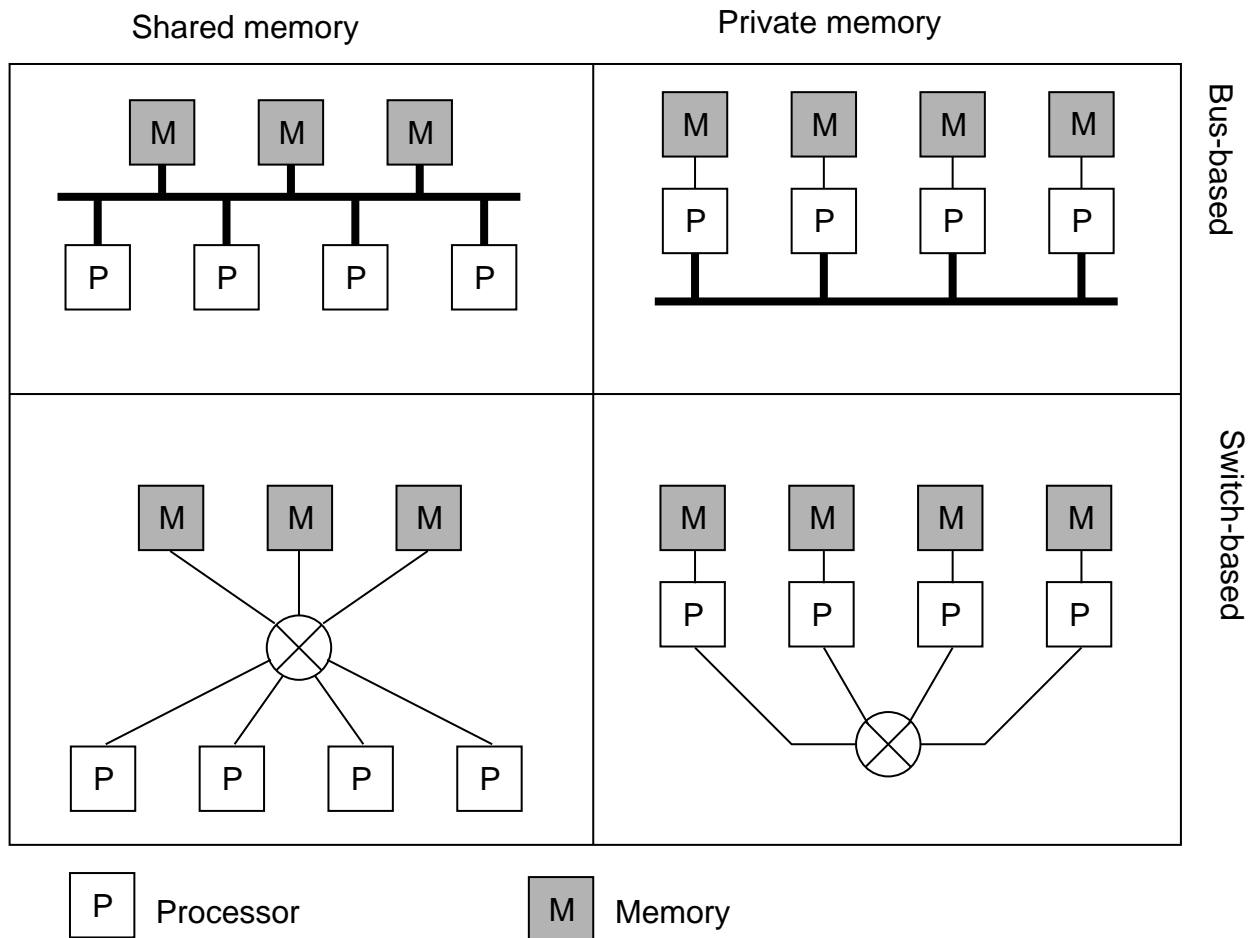 Shared memory
Private memory
Bus-based
M M M
P P P P
M M M M
P P P P
Switch-based
M M M
P P P P
M M M M
P P P P
P Processor
M Memory